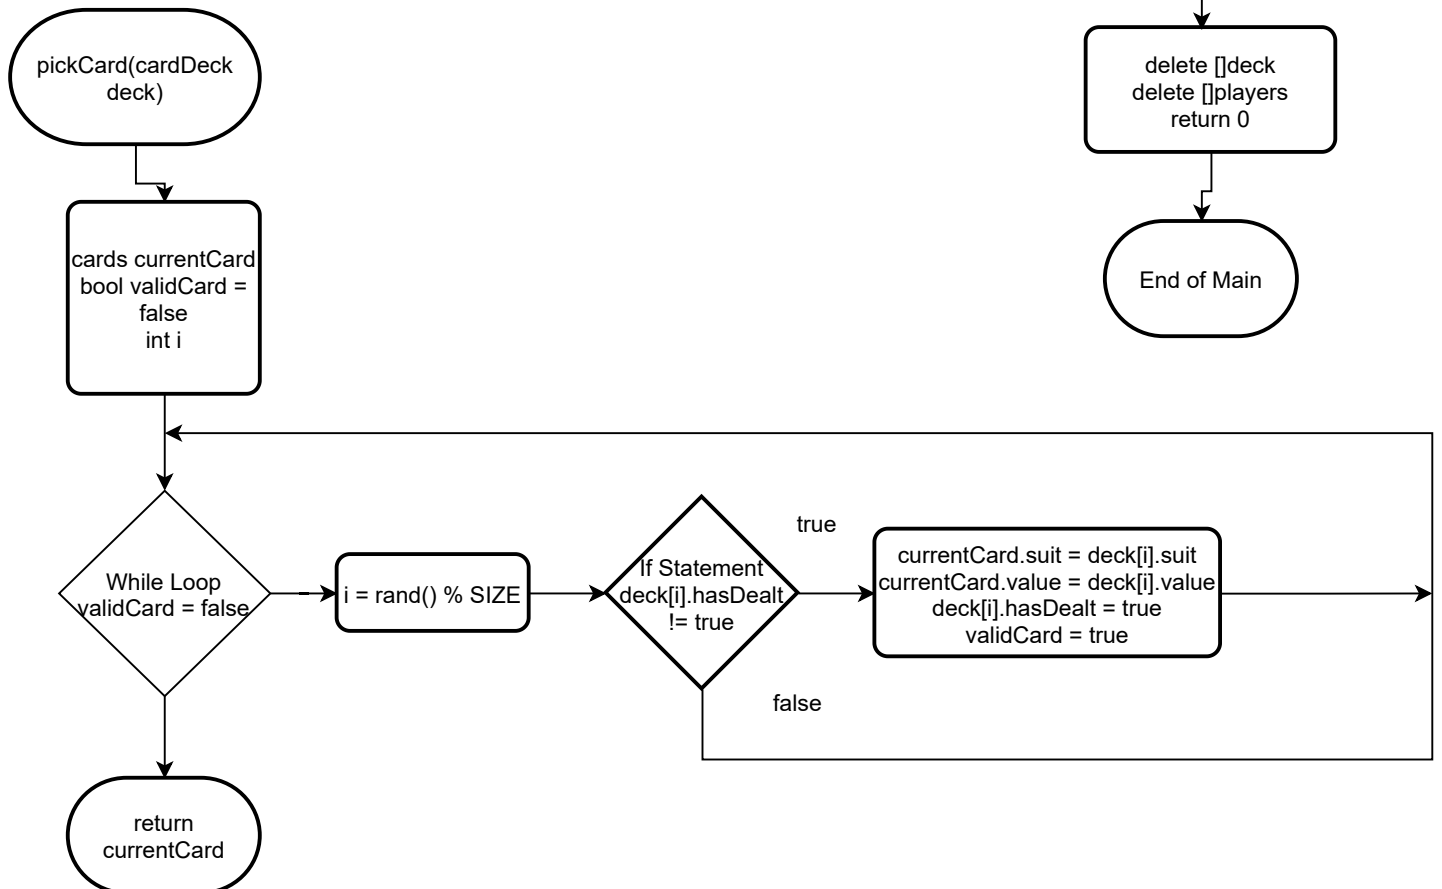 pickCard(cardDeck
deck)
delete []deck
delete []players
return 0
cards currentCard
bool validCard =
false
int i
End of Main
While Loop
validCard = false
i = rand() % SIZE
If Statement
deck[i].hasDealt
!= true
true
false
currentCard.suit = deck[i].suit
currentCard.value = deck[i].value
deck[i].hasDealt = true
validCard = true
return
currentCard